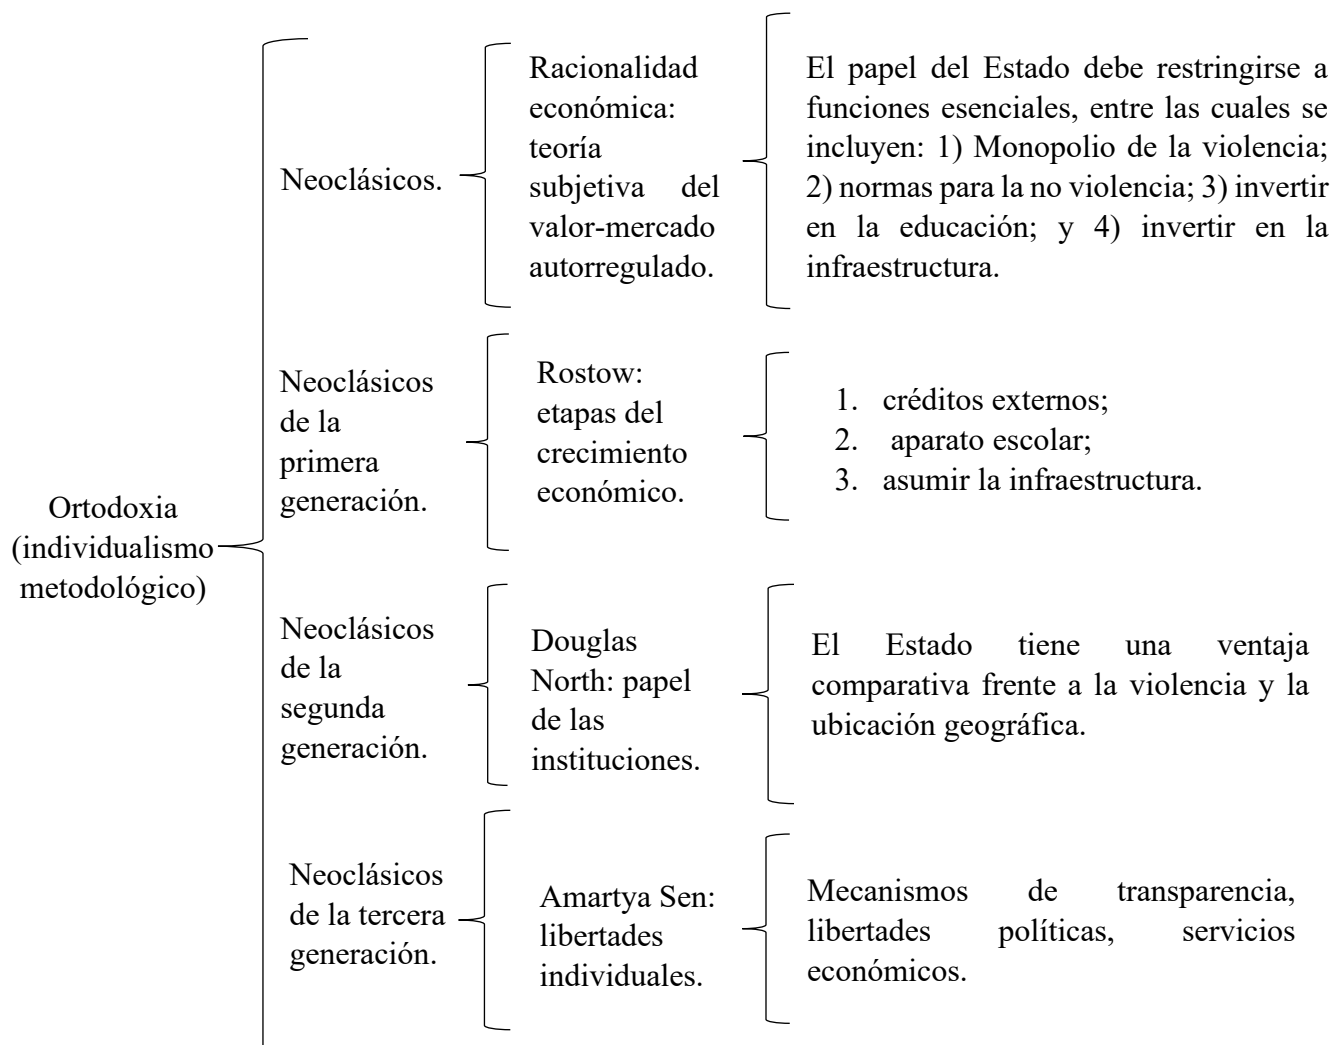 Ortodoxia
(individualismo
metodológico)
Neoclásicos.
Racionalidad
económica:
teoría
subjetiva del
valor-mercado
autorregulado.
El papel del Estado debe restringirse a
funciones esenciales, entre las cuales se
incluyen: 1) Monopolio de la violencia;
2) normas para la no violencia; 3) invertir
en la educación; y 4) invertir en la
infraestructura.
Neoclásicos
de la
primera
generación.
Rostow:
etapas del
crecimiento
económico.
1. créditos externos;
2. aparato escolar;
3. asumir la infraestructura.
Neoclásicos
de la
segunda
generación.
Douglas
North: papel
de las
instituciones.
El Estado tiene una ventaja
comparativa frente a la violencia y la
ubicación geográfica.
Neoclásicos
de la tercera
generación.
Amartya Sen:
libertades
individuales.
Mecanismos de transparencia,
libertades políticas, servicios
económicos.